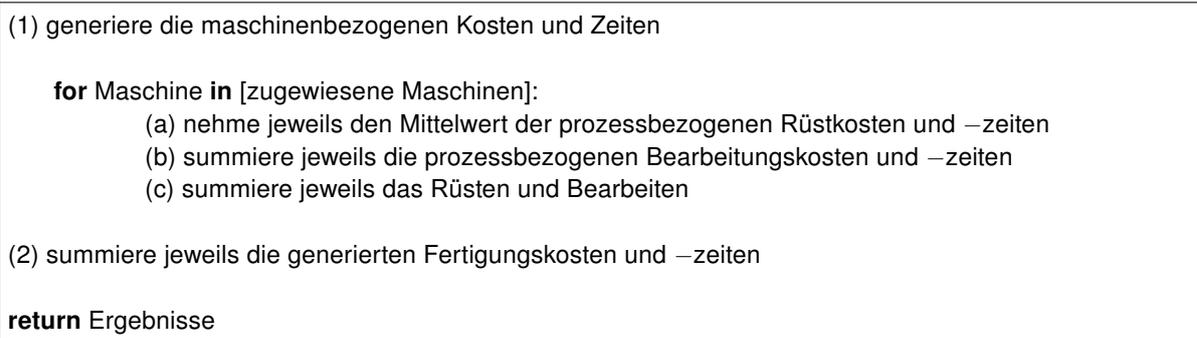 (1) generiere die maschinenbezogenen Kosten und Zeiten
for Maschine in [zugewiesene Maschinen]:
(a) nehme jeweils den Mittelwert der prozessbezogenen Rüstkosten und −zeiten
(b) summiere jeweils die prozessbezogenen Bearbeitungskosten und −zeiten
(c) summiere jeweils das Rüsten und Bearbeiten
(2) summiere jeweils die generierten Fertigungskosten und −zeiten
return Ergebnisse